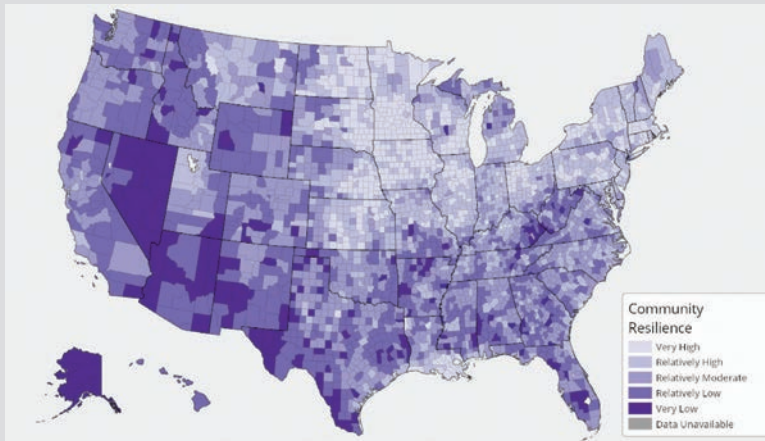 Community
Resilience
Very High
Relatively High
Relatively Moderate
Relatively Low
Very Low
Data Unavailable